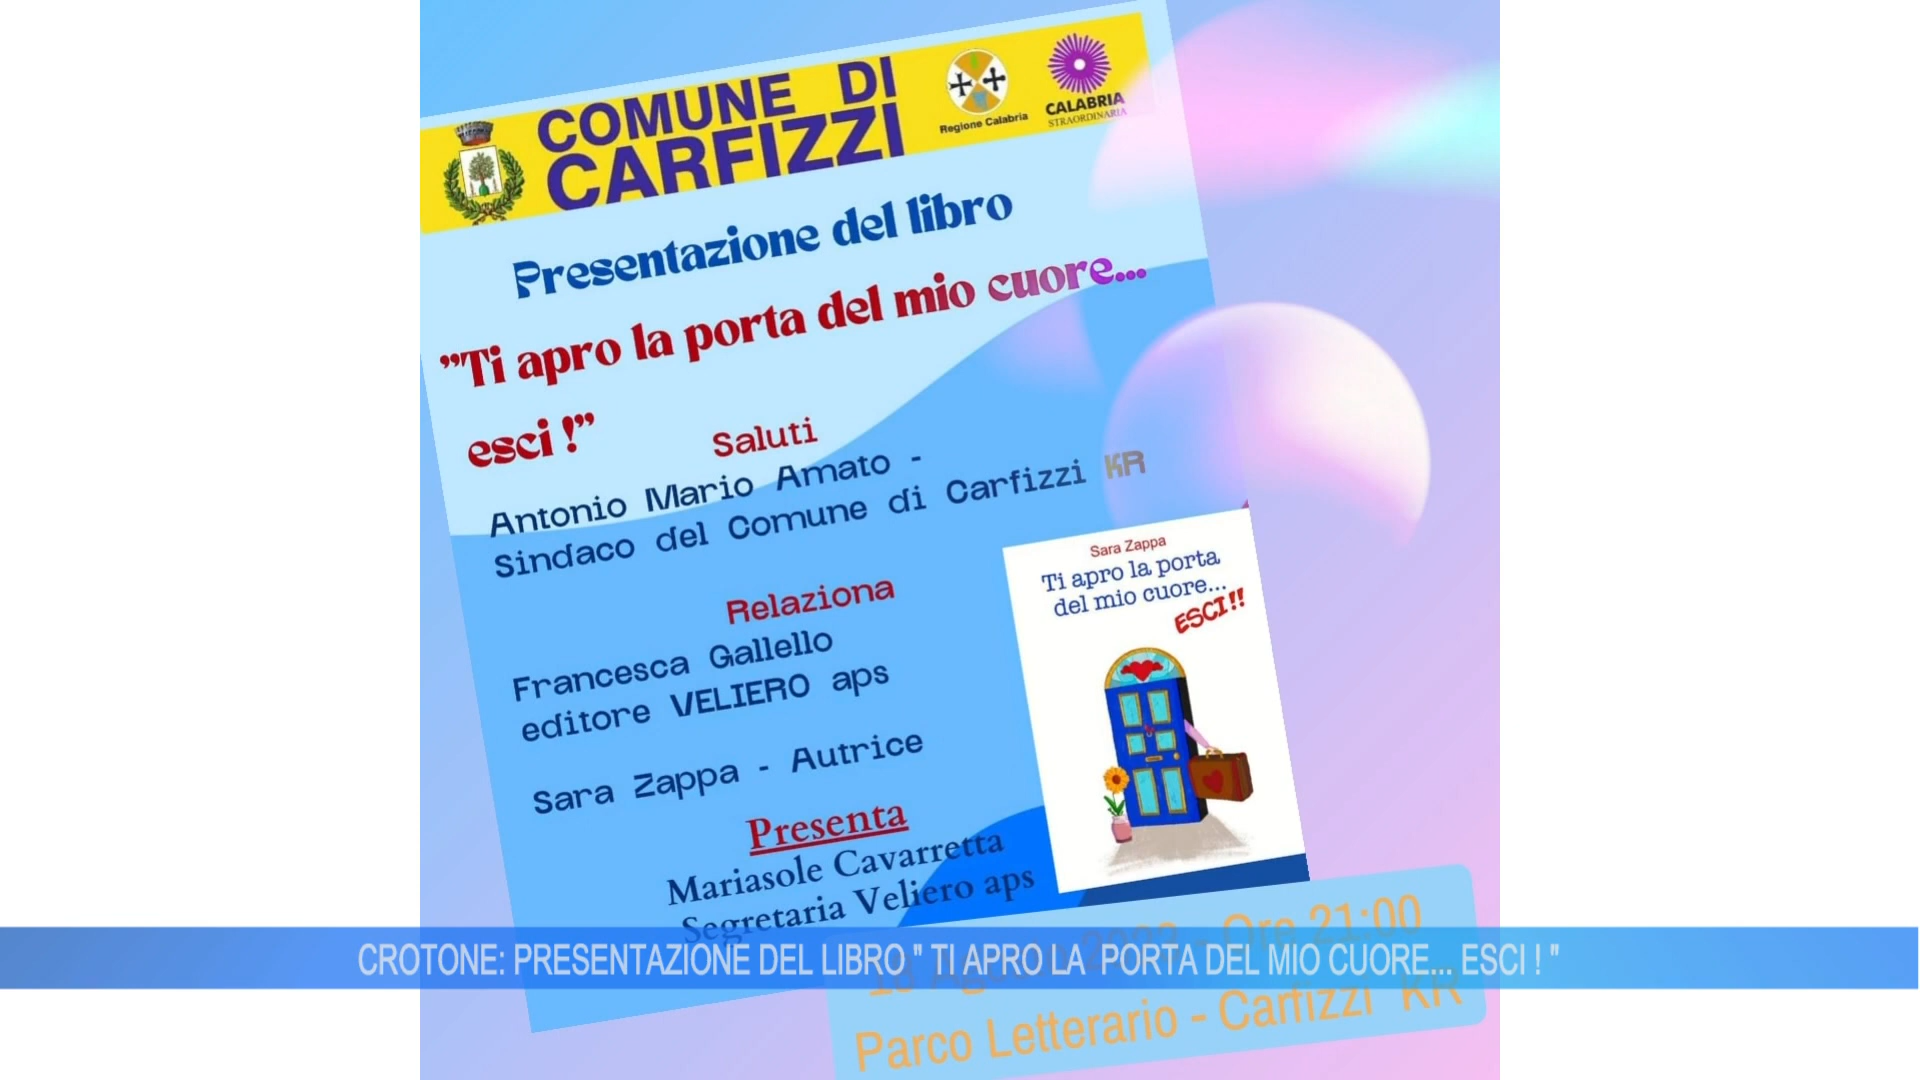 COMUNE DI
CARFIZZI
Regione Calabria
CALABRIA
STRAORDINARIA
Presentazione del libro
"Ti apro la porta del mio cuore...
esci !"
Saluti
Antonio Mario Amato -
Sindaco del Comune di Carfizzi KR
Relaziona
Francesca Gallello
editore VELIERO aps
Sara Zappa - Autrice
Presenta
Mariasole Cavarretta
Segretaria Veliero aps
Sara Zappa
Ti apro la porta
del mio cuore...
ESCI!!
Ore 21:00
CROTONE: PRESENTAZIONE DEL LIBRO " TI APRO LA PORTA DEL MIO CUORE... ESCI ! "
Parco Letterario - Carfizzi KR